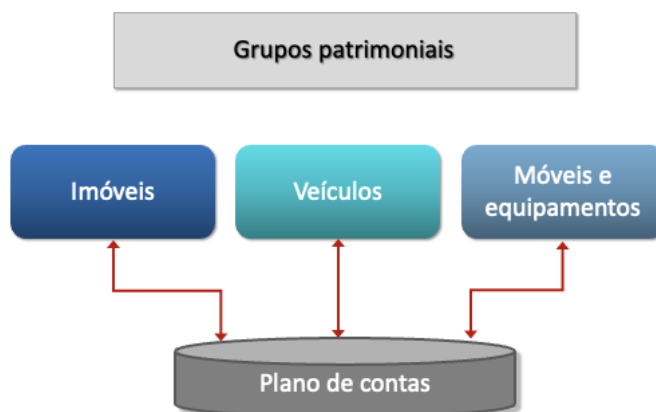 Grupos patrimoniais
Imóveis
Veículos
Móveis e
equipamentos
Plano de contas